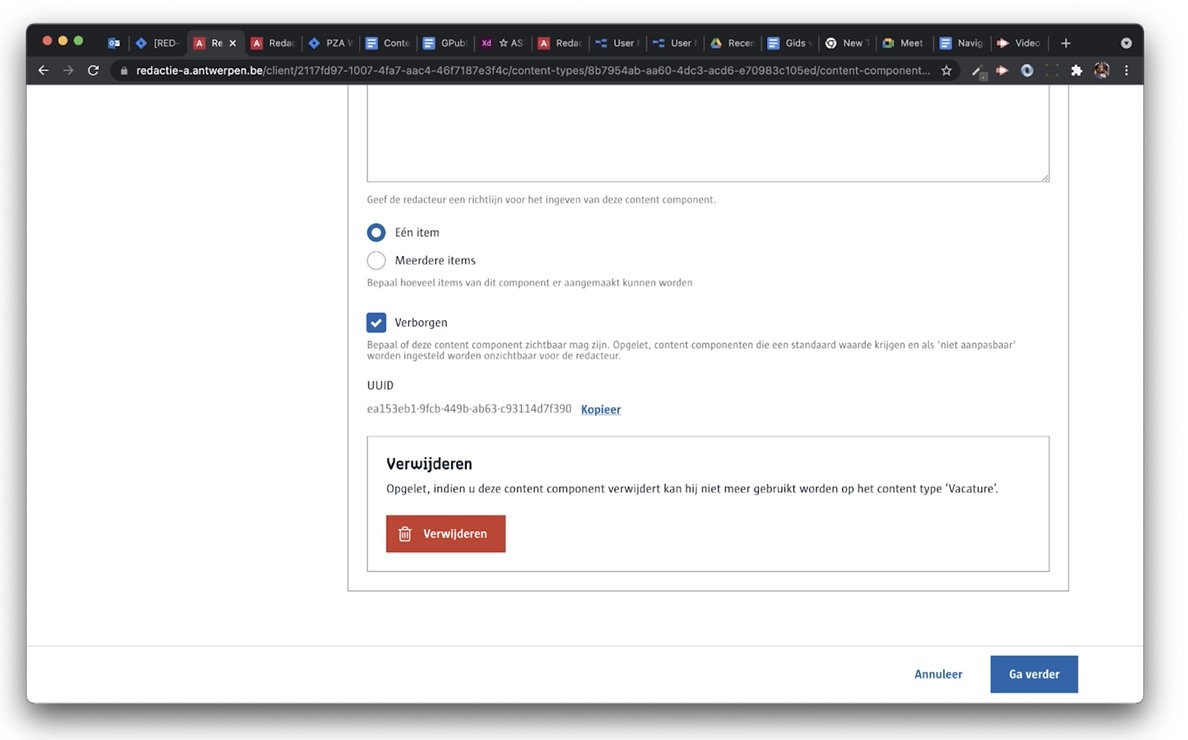 [RED-
Re
Redac
PZA V
Conte
GPub
Xd ☆ AS
Redac
User
User
Recen
Gids v
New T
Meet
Navig
Video
redactie-a.antwerpen.be/client/2117fd97-1007-4fa7-aac4-46f7187e3f4c/content-types/8b7954ab-aa60-4dc3-acd6-e70983c105ed/content-component...
Geef de redacteur een richtlijn voor het ingeven van deze content component.
Eén item
Meerdere items
Bepaal hoeveel items van dit component er aangemaakt kunnen worden
Verborgen
Bepaal of deze content component zichtbaar mag zijn. Opgelet, content componenten die een standaard waarde krijgen en als 'niet aanpasbaar'
worden ingesteld worden onzichtbaar voor de redacteur.
UUID
ea153eb1-9fcb-449b-ab63-c93114d7f390 Kopieer
Verwijderen
Opgelet, indien u deze content component verwijdert kan hij niet meer gebruikt worden op het content type ‘Vacature’.
Verwijderen
Annuleer
Ga verder